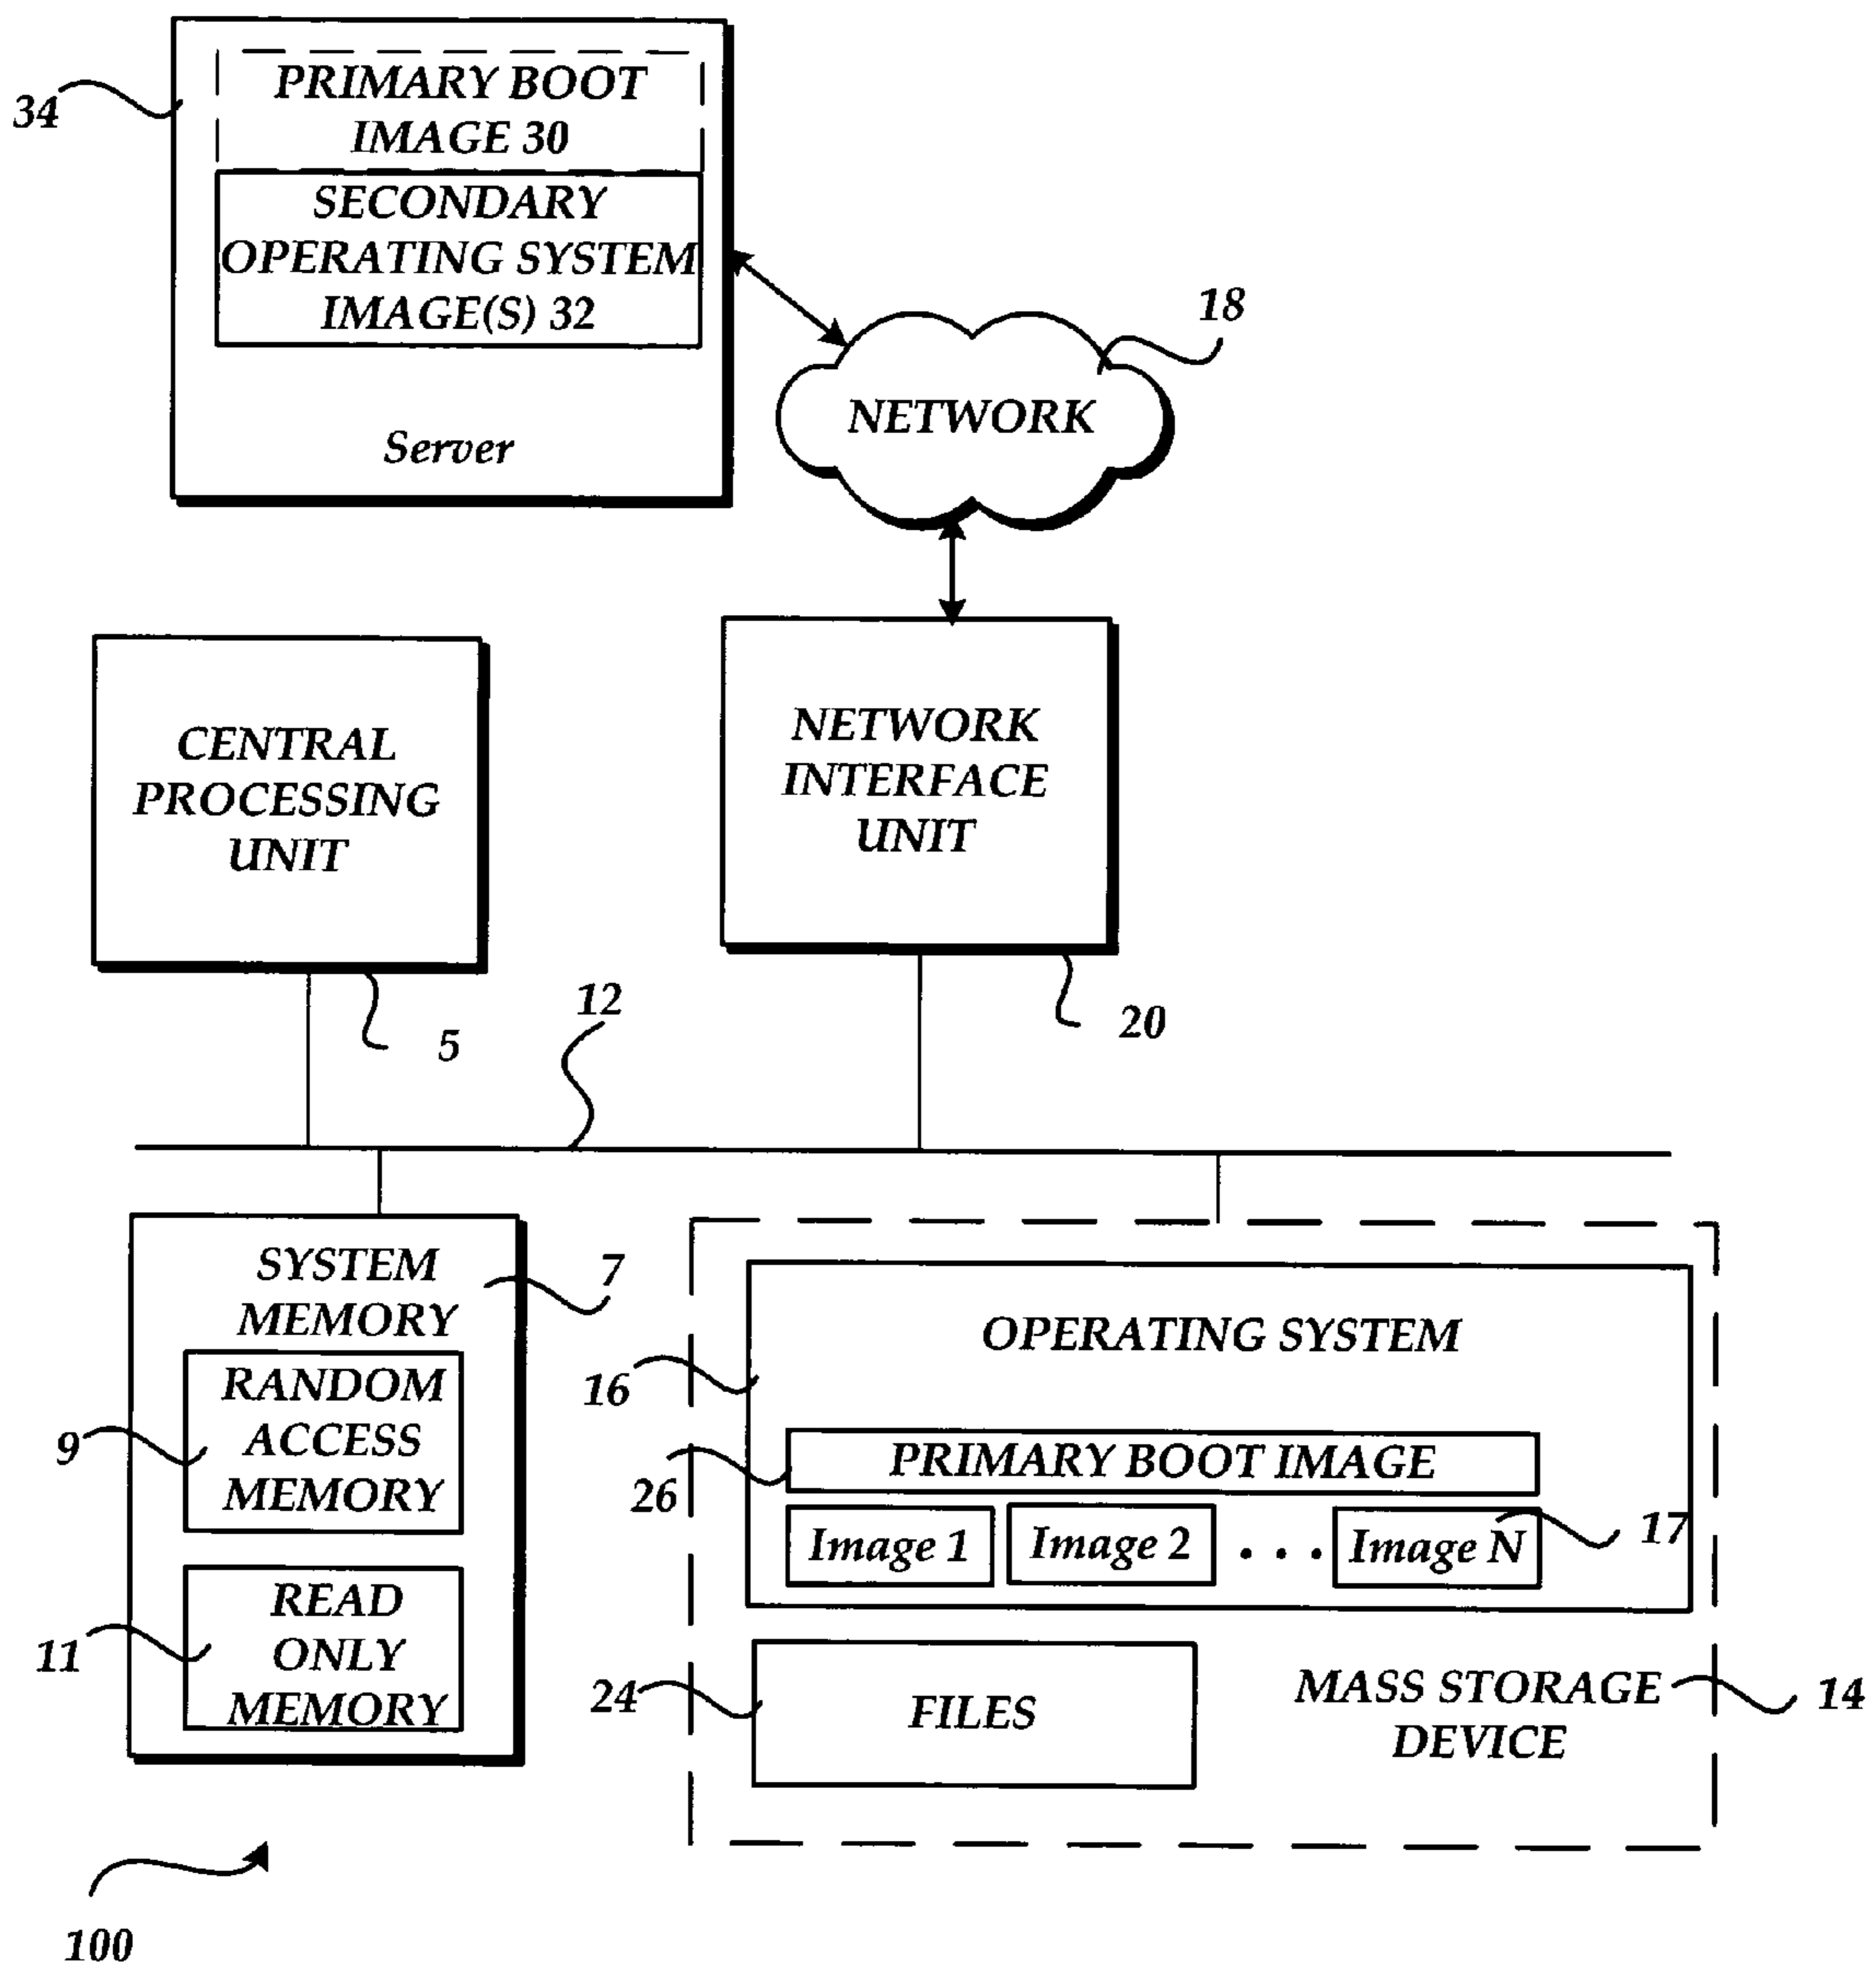 34
PRIMARY BOOT
IMAGE 30
SECONDARY
OPERATING SYSTEM
IMAGE(S) 32
Server
18
NETWORK
CENTRAL
PROCESSING
UNIT
5
NETWORK
INTERFACE
UNIT
20
12
SYSTEM
MEMORY
7
RANDOM
ACCESS
MEMORY
9
READ
ONLY
MEMORY
11
OPERATING SYSTEM
16
PRIMARY BOOT IMAGE
26
Image 1
Image 2
. . .
Image N
17
FILES
24
MASS STORAGE
DEVICE
14
100